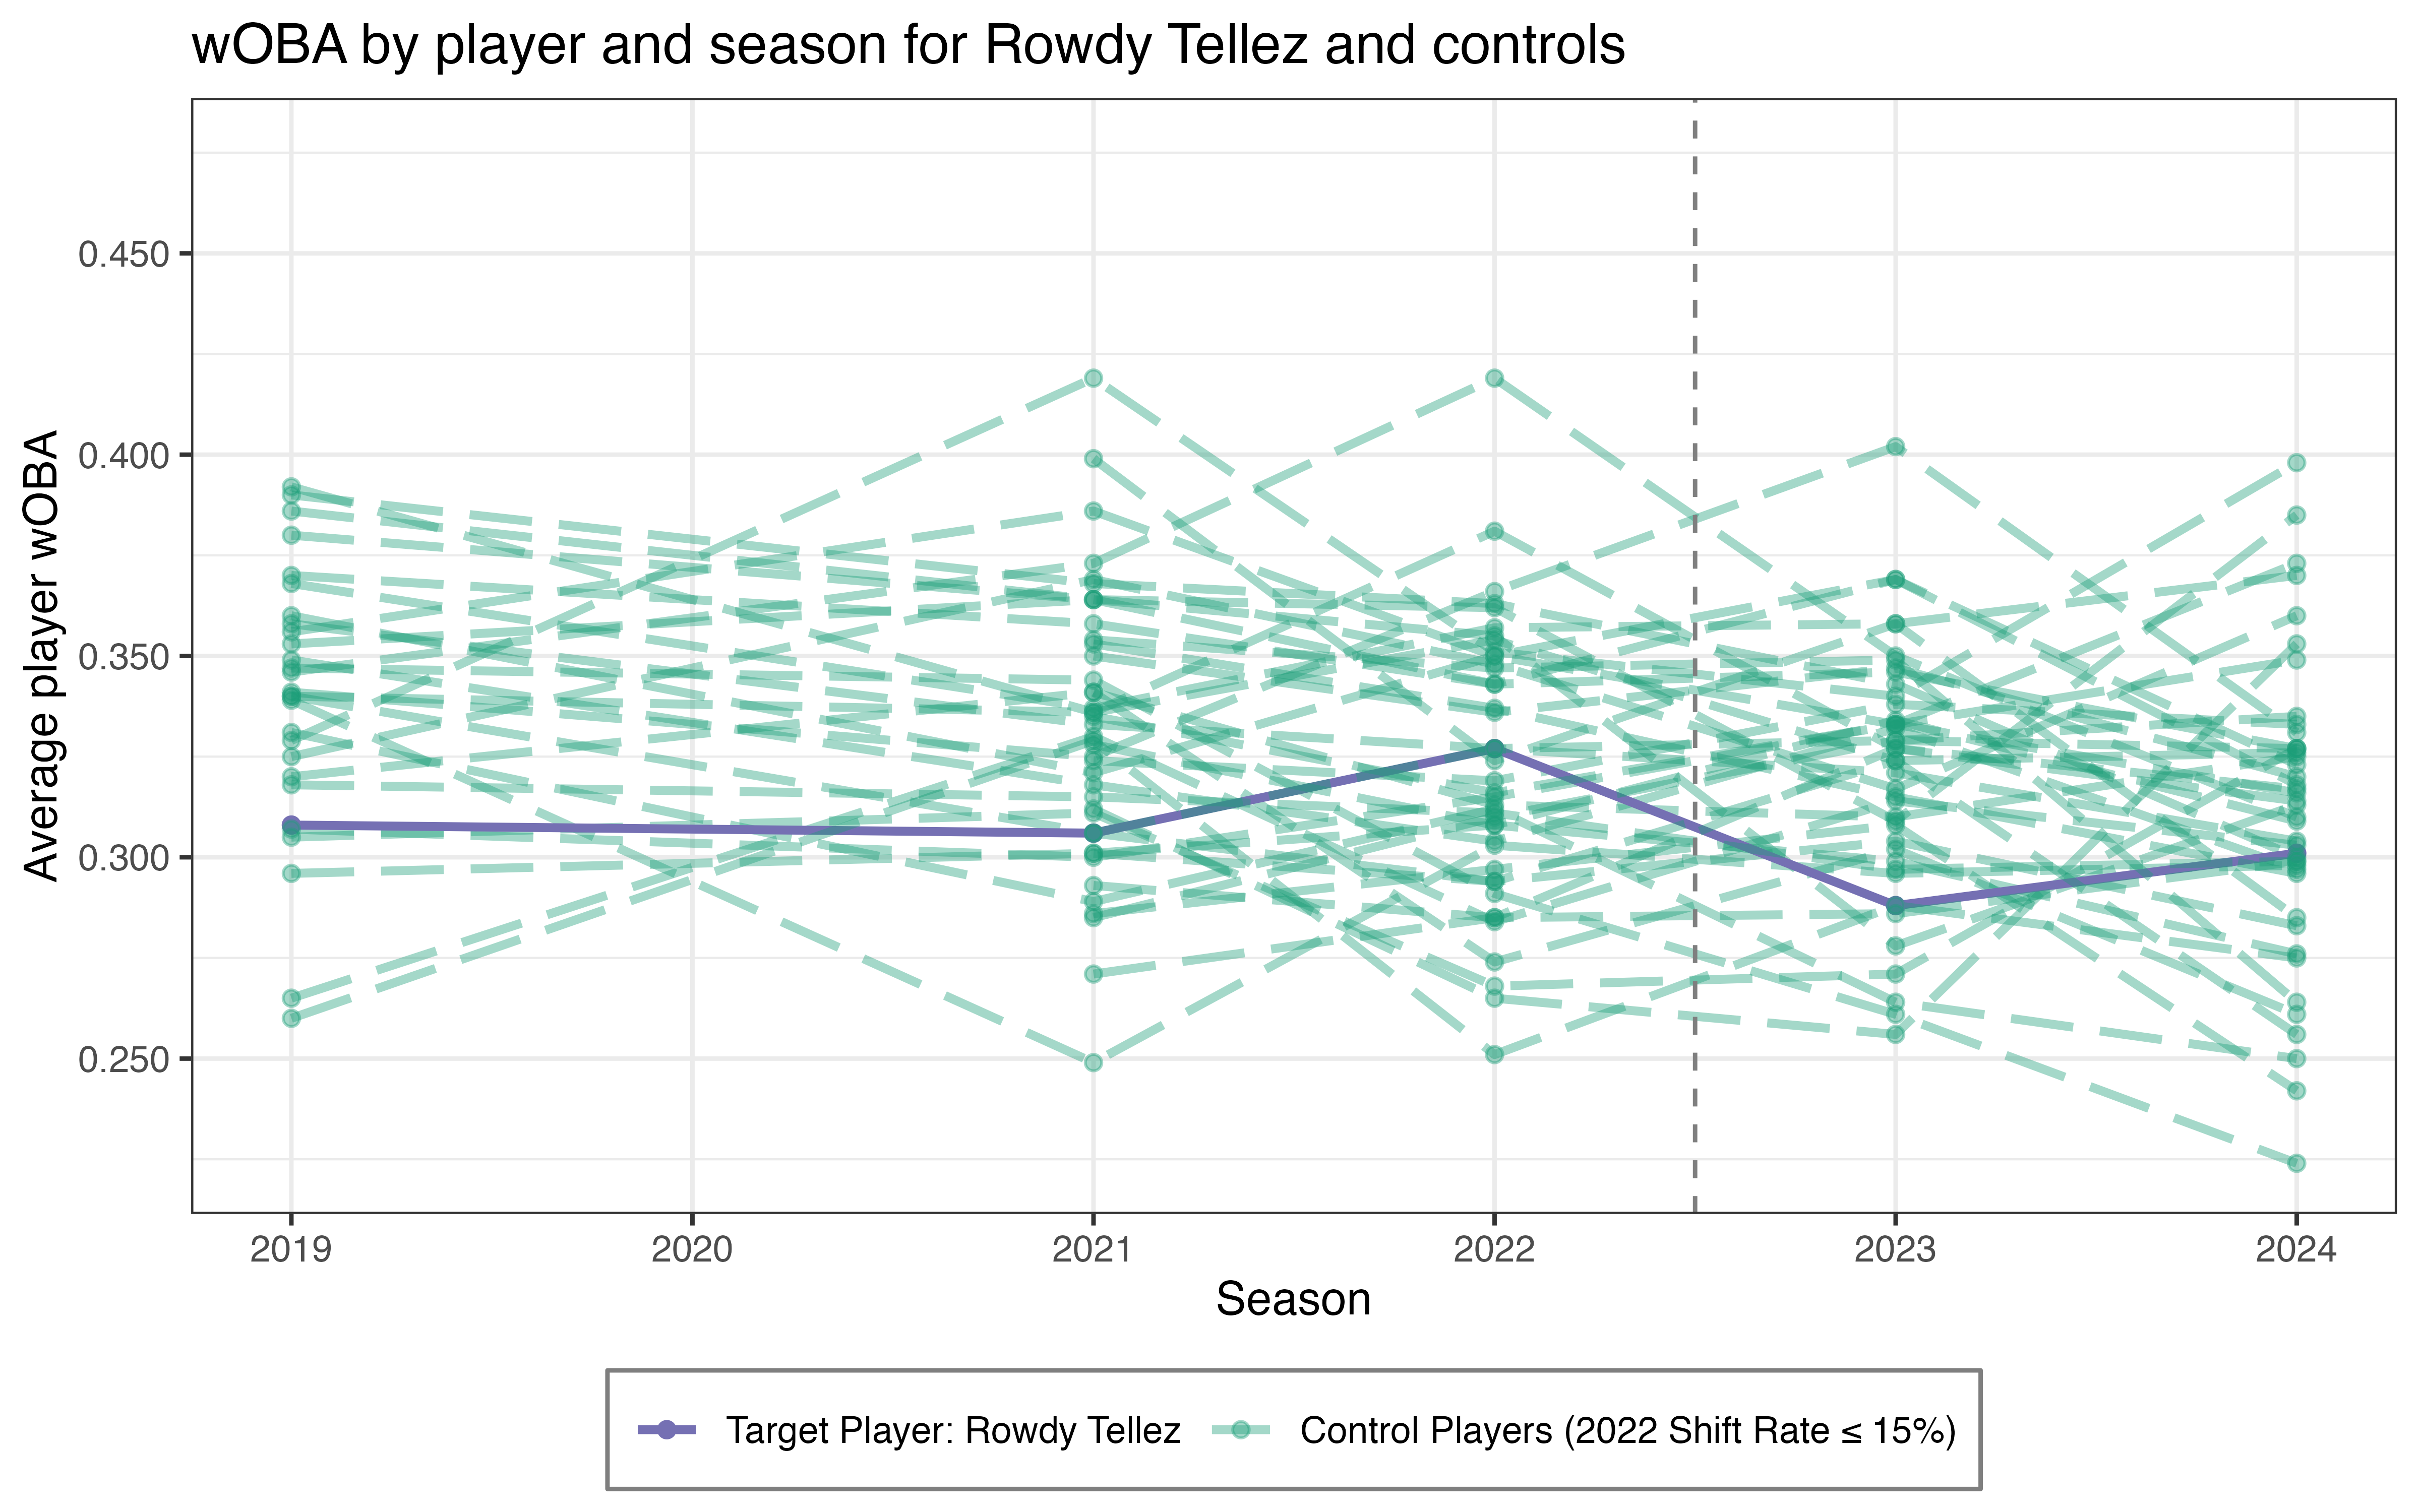 wOBA by player and season for Rowdy Tellez and controls
Average player wOBA
0.450
0.400
0.350
0.300
0.250
2019 2020 2021 2022 2023 2024
Season
Target Player: Rowdy Tellez Control Players (2022 Shift Rate ≤ 15%)